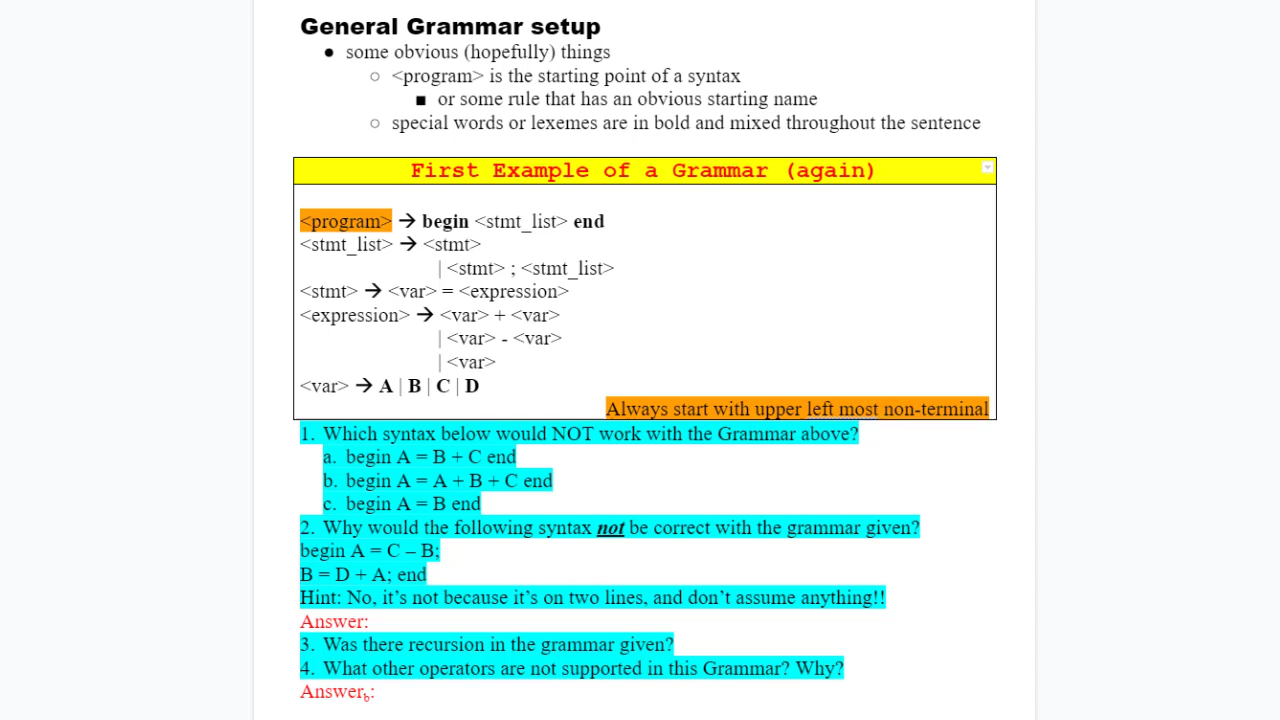 General Grammar setup
● some obvious (hopefully) things
○ <program> is the starting point of a syntax
■ or some rule that has an obvious starting name
○ special words or lexemes are in bold and mixed throughout the sentence
First Example of a Grammar (again)
<program> → begin <stmt_list> end
<stmt_list> → <stmt>
| <stmt> ; <stmt_list>
<stmt> → <var> = <expression>
<expression> → <var> + <var>
| <var> - <var>
| <var>
<var> → A | B | C | D
Always start with upper left most non-terminal
1. Which syntax below would NOT work with the Grammar above?
a. begin A = B + C end
b. begin A = A + B + C end
c. begin A = B end
2. Why would the following syntax not be correct with the grammar given?
begin A = C – B;
B = D + A; end
Hint: No, it’s not because it’s on two lines, and don’t assume anything!!
Answer:
3. Was there recursion in the grammar given?
4. What other operators are not supported in this Grammar? Why?
Answerb: